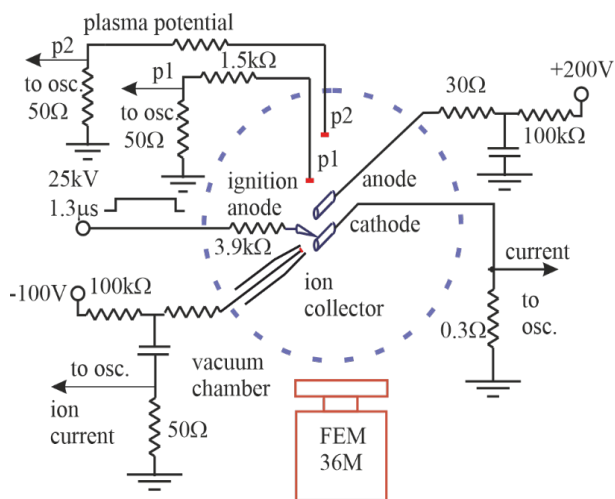 plasma potential
p2
1.5kΩ
to osc.
50Ω
p1
to osc.
50Ω
p2
p1
30Ω
+200V
100kΩ
anode
25kV
1.3μs
ignition
anode
3.9kΩ
cathode
current
to
osc.
0.3Ω
-100V
100kΩ
ion
collector
to osc.
ion
current
vacuum
chamber
50Ω
FEM
36M